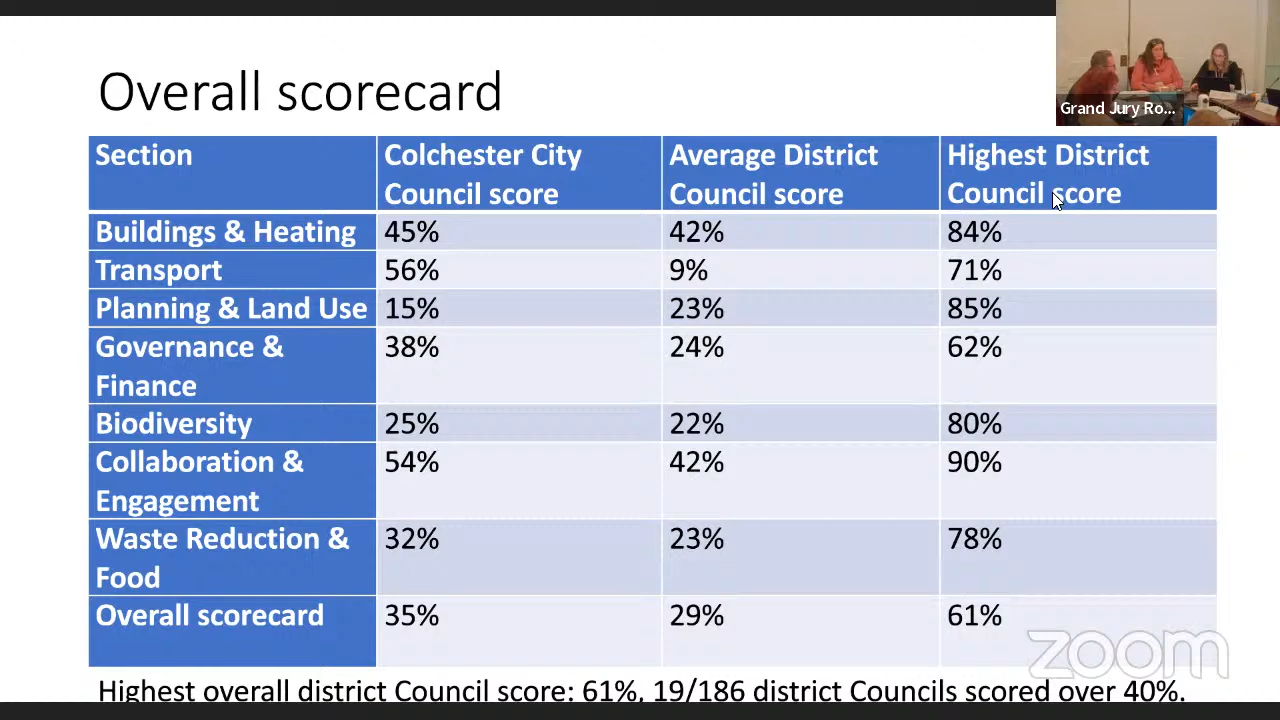 Overall scorecard
Grand Jury Ro...
Section
Colchester City
Council score
Average District
Council score
Highest District
Council score
Buildings & Heating
45%
42%
84%
Transport
56%
9%
71%
Planning & Land Use
15%
23%
85%
Governance &
Finance
38%
24%
62%
Biodiversity
25%
22%
80%
Collaboration &
Engagement
54%
42%
90%
Waste Reduction &
Food
32%
23%
78%
Overall scorecard
35%
29%
61%
zoom
Highest overall district Council score: 61%, 19/186 district Councils scored over 40%.